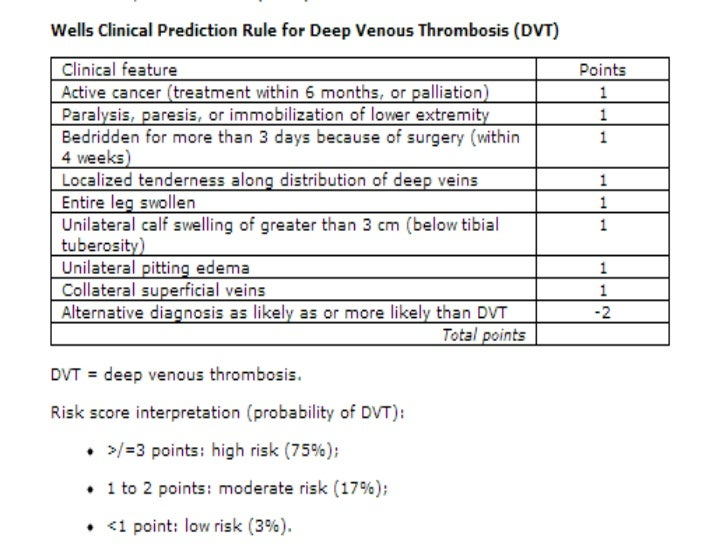 Wells Clinical Prediction Rule for Deep Venous Thrombosis (DVT)
Clinical feature Points
Active cancer (treatment within 6 months, or palliation) 1
Paralysis, paresis, or immobilization of lower extremity 1
Bedridden for more than 3 days because of surgery (within 1
4 weeks)
Localized tenderness along distribution of deep veins 1
Entire leg swollen 1
Unilateral calf swelling of greater than 3 cm (below tibial 1
tuberosity)
Unilateral pitting edema 1
Collateral superficial veins 1
Alternative diagnosis as likely as or more likely than DVT -2
Total points
DVT = deep venous thrombosis.
Risk score interpretation (probability of DVT):
• >/=3 points: high risk (75%);
• 1 to 2 points: moderate risk (17%);
• <1 point: low risk (3%).